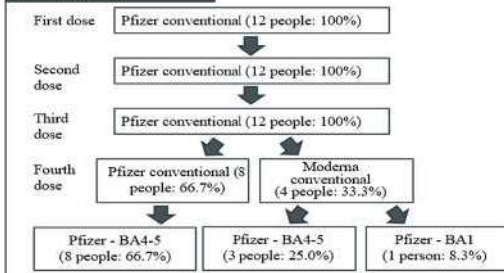 First dose
Pfizer conventional (12 people: 100%)
Second
dose
Pfizer conventional (12 people: 100%)
Third
dose
Pfizer conventional (12 people: 100%)
Fourth
dose
Pfizer conventional (8
people: 66.7%)
Moderna
conventional
(4 people: 33.3%)
Pfizer - BA4-5
(8 people: 66.7%)
Pfizer - BA4-5
(3 people: 25.0%)
Pfizer - BA1
(1 person: 8.3%)